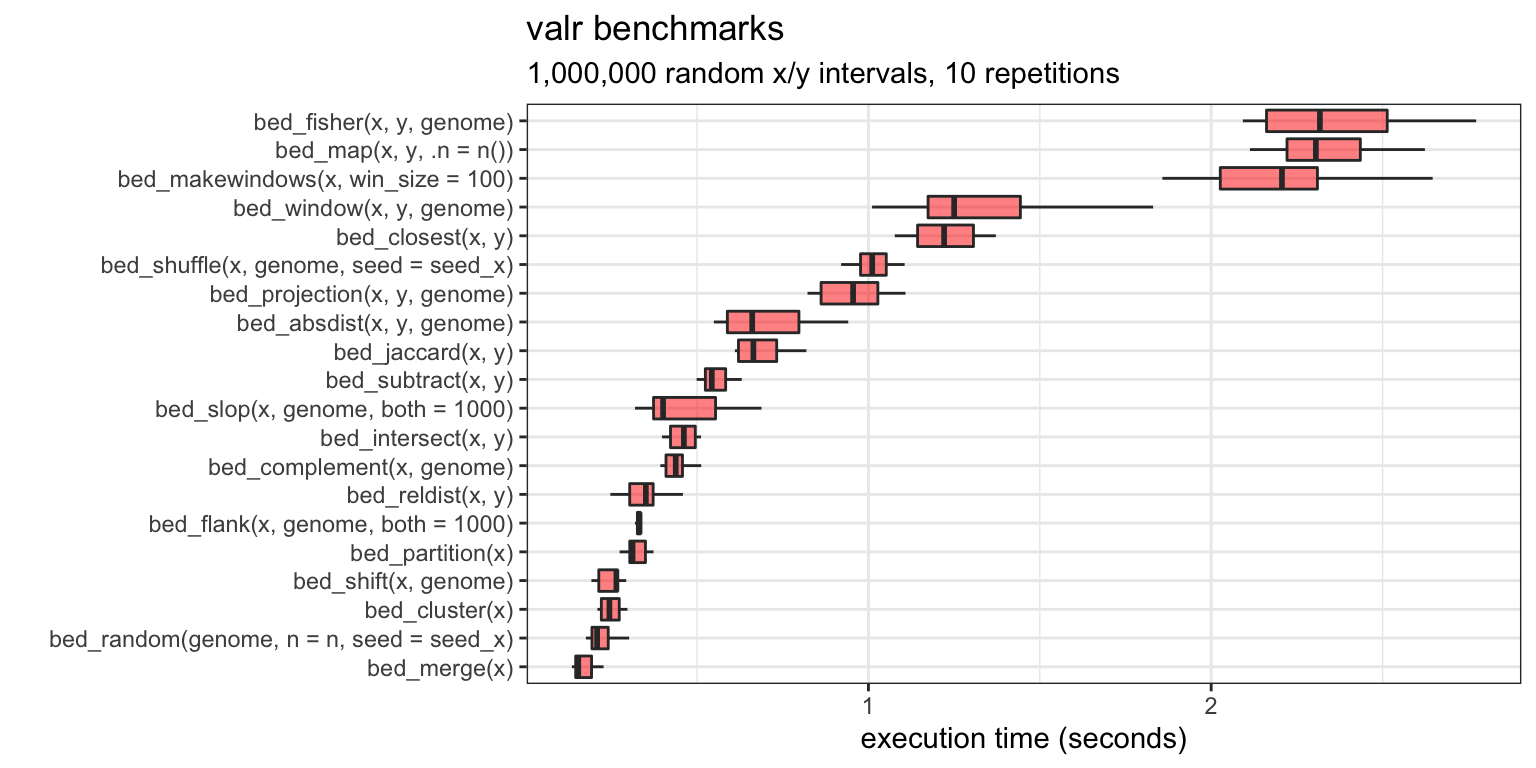 valr benchmarks
1,000,000 random x/y intervals, 10 repetitions
bed_fisher(x, y, genome)
bed_map(x, y, .n = n())
bed_makewindows(x, win_size = 100)
bed_window(x, y, genome)
bed_closest(x, y)
bed_shuffle(x, genome, seed = seed_x)
bed_projection(x, y, genome)
bed_absdist(x, y, genome)
bed_jaccard(x, y)
bed_subtract(x, y)
bed_slop(x, genome, both = 1000)
bed_intersect(x, y)
bed_complement(x, genome)
bed_reldist(x, y)
bed_flank(x, genome, both = 1000)
bed_partition(x)
bed_shift(x, genome)
bed_cluster(x)
bed_random(genome, n = n, seed = seed_x)
bed_merge(x)
1 2
execution time (seconds)